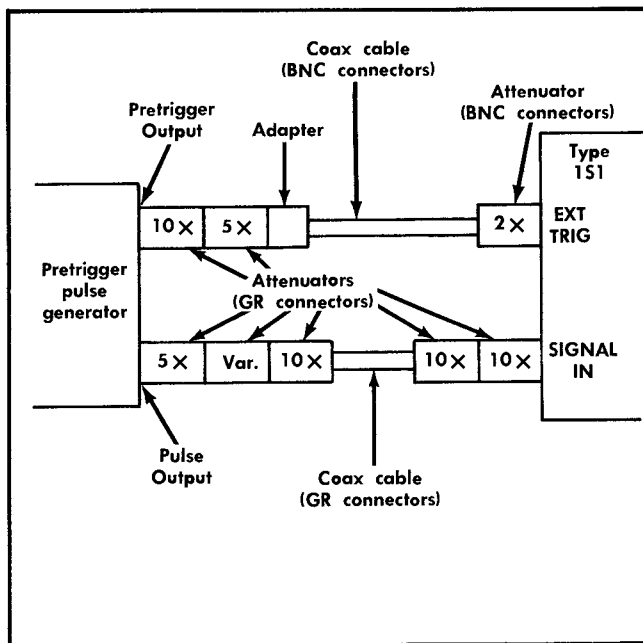 Coax cable
(BNC connectors)
Attenuator
(BNC connectors)
Pretrigger
Output
Adapter
Type
1S1
10 X
5 X
2 X
EXT
TRIG
Pretrigger
pulse
generator
Attenuators
(GR connectors)
5 X
Var.
10 X
10 X
10 X
SIGNAL
IN
Pulse
Output
Coax cable
(GR connectors)